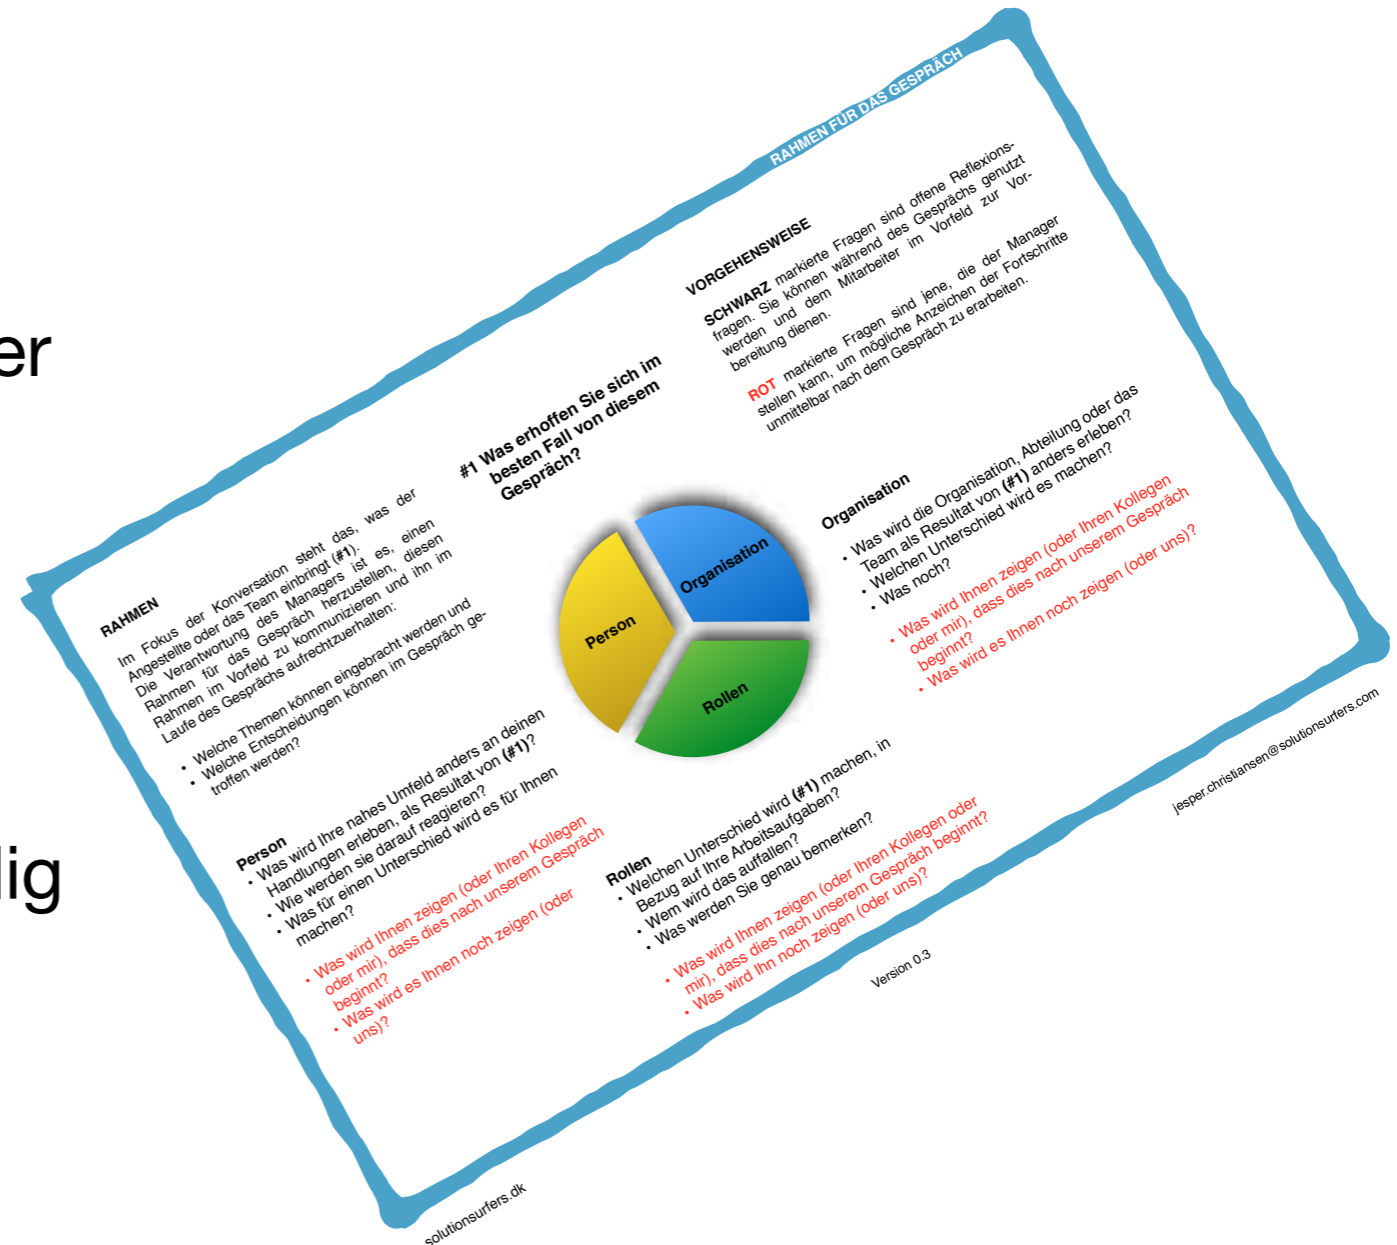 er
lig
RAHMEN FÜR DAS GESPRÄCH
RAHMEN
Im Fokus der Konversation steht das, was der
Angestellte oder das Team einbringt (#1).
Die Verantwortung des Managers ist es, einen
Rahmen für das Gespräch herzustellen, diesen
Rahmen im Vorfeld zu kommunizieren und ihn im
Laufe des Gesprächs aufrechtzuerhalten:
• Welche Themen können eingebracht werden und
• Welche Entscheidungen können im Gespräch ge-
troffen werden?
#1 Was erhoffen Sie sich im
besten Fall von diesem
Gespräch?
VORGEHENSWEISE
SCHWARZ markierte Fragen sind offene Reflexions-
fragen. Sie können während des Gesprächs genutzt
werden und dem Mitarbeiter im Vorfeld zur Vor-
bereitung dienen.
ROT markierte Fragen sind jene, die der Manager
stellen kann, um mögliche Anzeichen der Fortschritte
unmittelbar nach dem Gespräch zu erarbeiten.
Person
Organisation
Rollen
Organisation
• Was wird die Organisation, Abteilung oder das
Team als Resultat von (#1) anders erleben?
• Welchen Unterschied wird es machen?
• Was noch?
• Was wird Ihnen zeigen (oder Ihren Kollegen
oder mir), dass dies nach unserem Gespräch
beginnt?
• Was wird es Ihnen noch zeigen (oder uns)?
Person
• Was wird Ihre nahes Umfeld anders an deinen
Handlungen erleben, als Resultat von (#1)?
• Wie werden sie darauf reagieren?
• Was für einen Unterschied wird es für Ihnen
machen?
• Was wird Ihnen zeigen (oder Ihren Kollegen
oder mir), dass dies nach unserem Gespräch
beginnt?
• Was wird es Ihnen noch zeigen (oder
uns)?
Rollen
• Welchen Unterschied wird (#1) machen, in
Bezug auf Ihre Arbeitsaufgaben?
• Wem wird das auffallen?
• Was werden Sie genau bemerken?
• Was wird Ihnen zeigen (oder Ihren Kollegen oder
mir), dass dies nach unserem Gespräch beginnt?
• Was wird Ihn noch zeigen (oder uns)?
solutionsurfers.dk
Version 0.3
jesper.christiansen@solutionsurfers.com